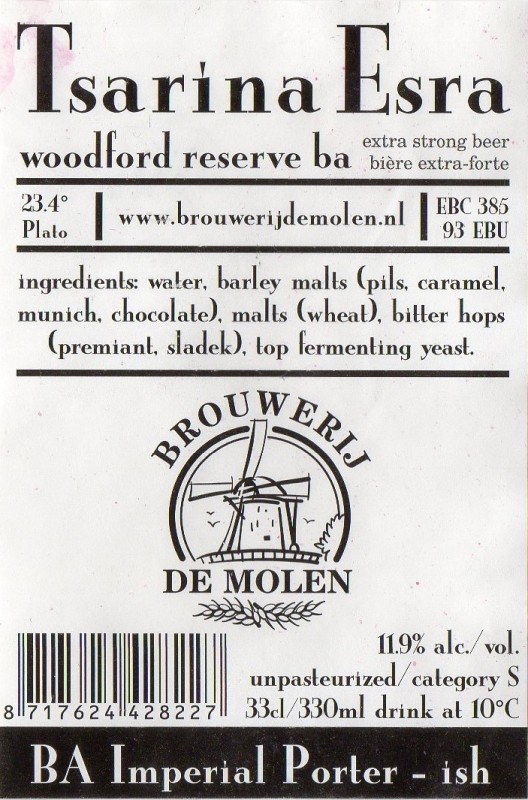 Tsarina Esra
woodford reserve ba
extra strong beer
bière extra-forte
23.4°
Plato
www.brouwerijdemolen.nl
EBC 385
93 EBU
ingredients: water, barley malts (pils, caramel,
munich, chocolate), malts (wheat), bitter hops
(premiant, sladek), top fermenting yeast.
BROUWERIJ
DE MOLEN
8 717624 428227
11.9% alc./vol.
unpasteurized/category S
33cl/330ml drink at 10°C
BA Imperial Porter - ish